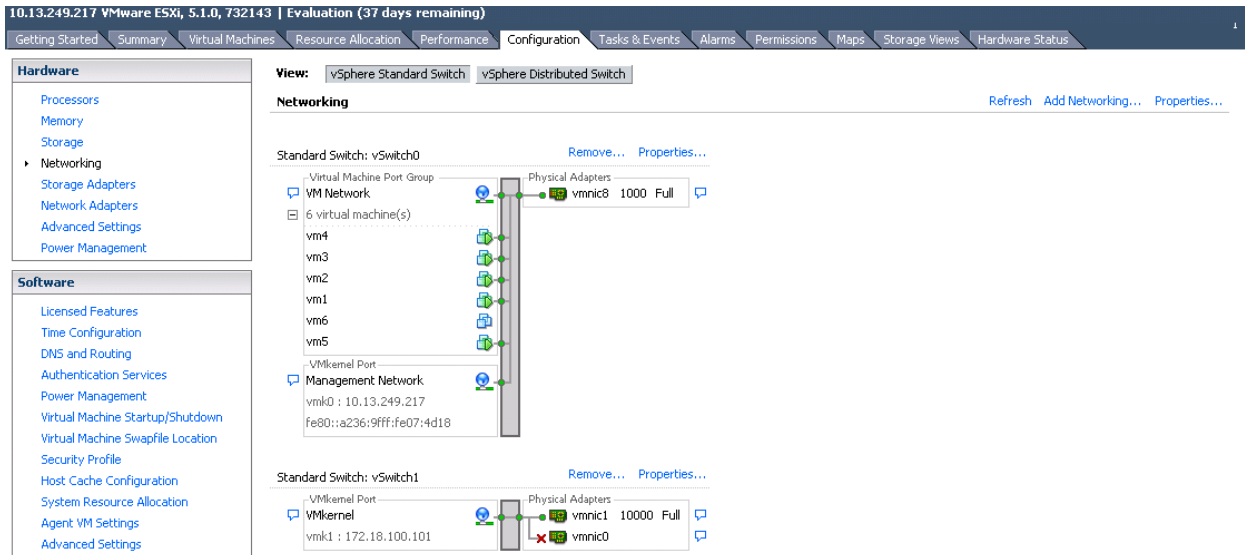 10.13.249.217 VMware ESXi, 5.1.0, 732143 | Evaluation (37 days remaining)
Getting Started Summary Virtual Machines Resource Allocation Performance Configuration Tasks & Events Alarms Permissions Maps Storage Views Hardware Status
Hardware
Processors
Memory
Storage
Networking
Storage Adapters
Network Adapters
Advanced Settings
Power Management
Software
Licensed Features
Time Configuration
DNS and Routing
Authentication Services
Power Management
Virtual Machine Startup/Shutdown
Virtual Machine Swapfile Location
Security Profile
Host Cache Configuration
System Resource Allocation
Agent VM Settings
Advanced Settings
View: vSphere Standard Switch vSphere Distributed Switch
Networking Refresh Add Networking... Properties...
Standard Switch: vSwitch0 Remove... Properties...
Virtual Machine Port Group Physical Adapters
VM Network vmnic8 1000 Full
6 virtual machine(s)
vm4
vm3
vm2
vm1
vm6
vm5
VMkernel Port
Management Network
vmk0 : 10.13.249.217
fe80::a236:9fff:fe07:4d18
Standard Switch: vSwitch1 Remove... Properties...
VMkernel Port Physical Adapters
VMkernel vmnic1 10000 Full
vmk1 : 172.18.100.101 vmnic0